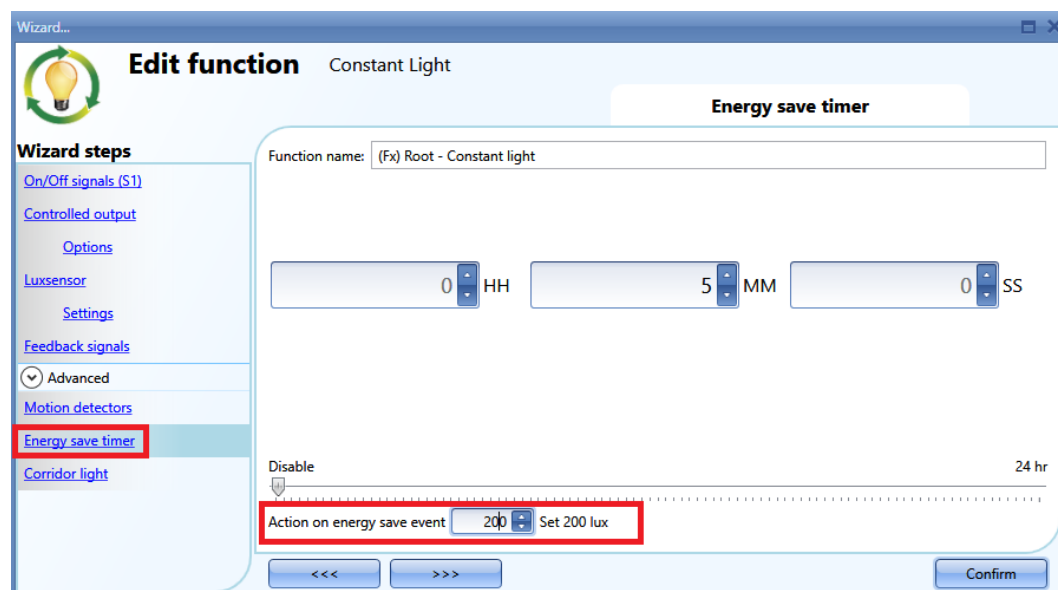 Wizard...
Edit function Constant Light
Energy save timer
Wizard steps
Function name: (Fx) Root - Constant light
On/Off signals (S1)
Controlled output
Options
Luxsensor
0 HH 5 MM 0 SS
Settings
Feedback signals
Advanced
Motion detectors
Energy save timer
Corridor light
Disable 24 hr
Action on energy save event 200 Set 200 lux
<<< >>> Confirm